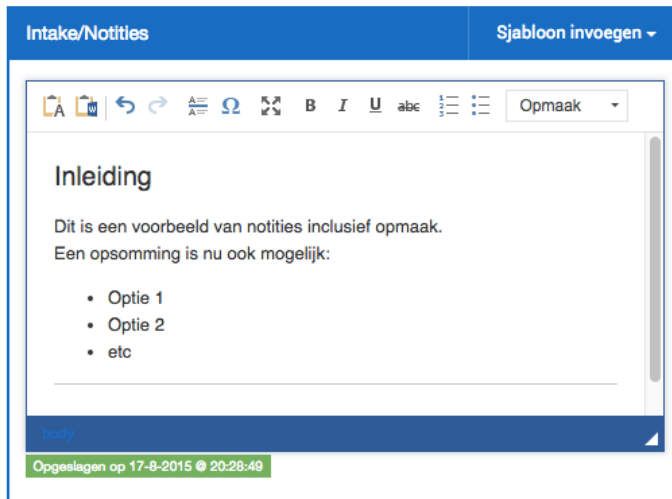 Intake/Notities
Sjabloon invoegen
B I U abc Opmaak
Inleiding
Dit is een voorbeeld van notities inclusief opmaak.
Een opsomming is nu ook mogelijk:
• Optie 1
• Optie 2
• etc
body
Opgeslagen op 17-8-2015 @ 20:28:49